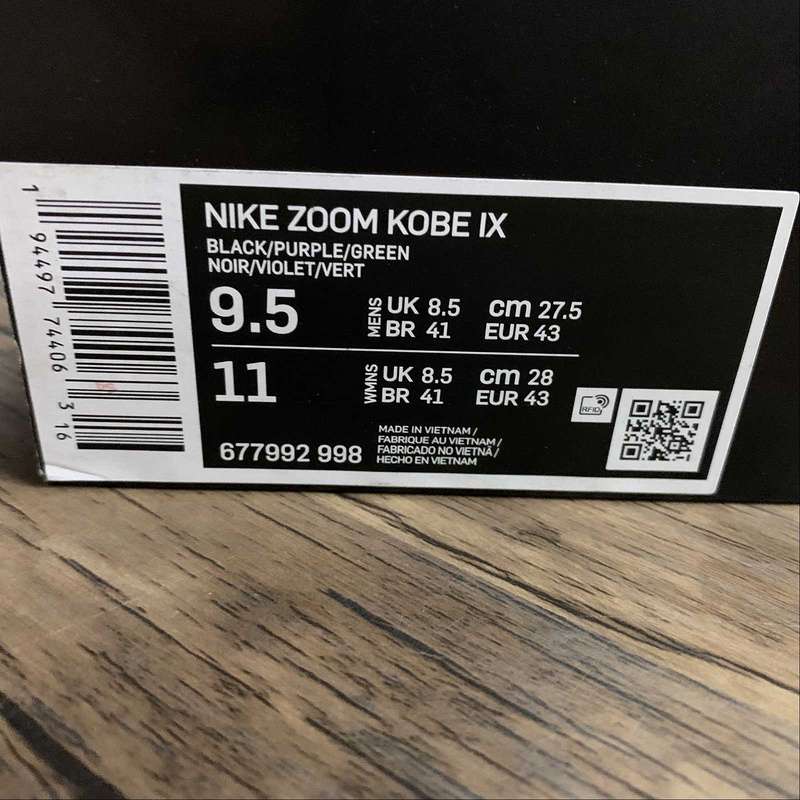 NIKE ZOOM KOBE IX
BLACK/PURPLE/GREEN
NOIR/VIOLET/VERT
9.5 MENS UK 8.5 cm 27.5
BR 41 EUR 43
11 WMNS UK 8.5 cm 28
BR 41 EUR 43
RFID
677992 998
MADE IN VIETNAM /
FABRIQUE AU VIETNAM /
FABRICADO NO VIETNÃ /
HECHO EN VIETNAM
1 94497 74406 3 16